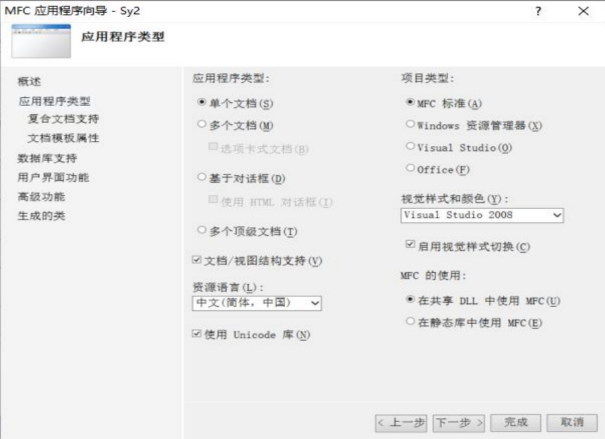 MFC 应用程序向导 - Sy2
?
应用程序类型
概述
应用程序类型
复合文档支持
文档模板属性
数据库支持
用户界面功能
高级功能
生成的类
应用程序类型:
单个文档(S)
多个文档(M)
选项卡式文档(B)
基于对话框(D)
使用 HTML 对话框(I)
多个顶级文档(T)
文档/视图结构支持(V)
资源语言(L):
中文(简体，中国)
使用 Unicode 库(N)
项目类型:
MFC 标准(A)
Windows 资源管理器(X)
Visual Studio(O)
Office(F)
视觉样式和颜色(Y):
Visual Studio 2008
启用视觉样式切换(C)
MFC 的使用:
在共享 DLL 中使用 MFC(U)
在静态库中使用 MFC(E)
< 上一步 下一步 > 完成 取消